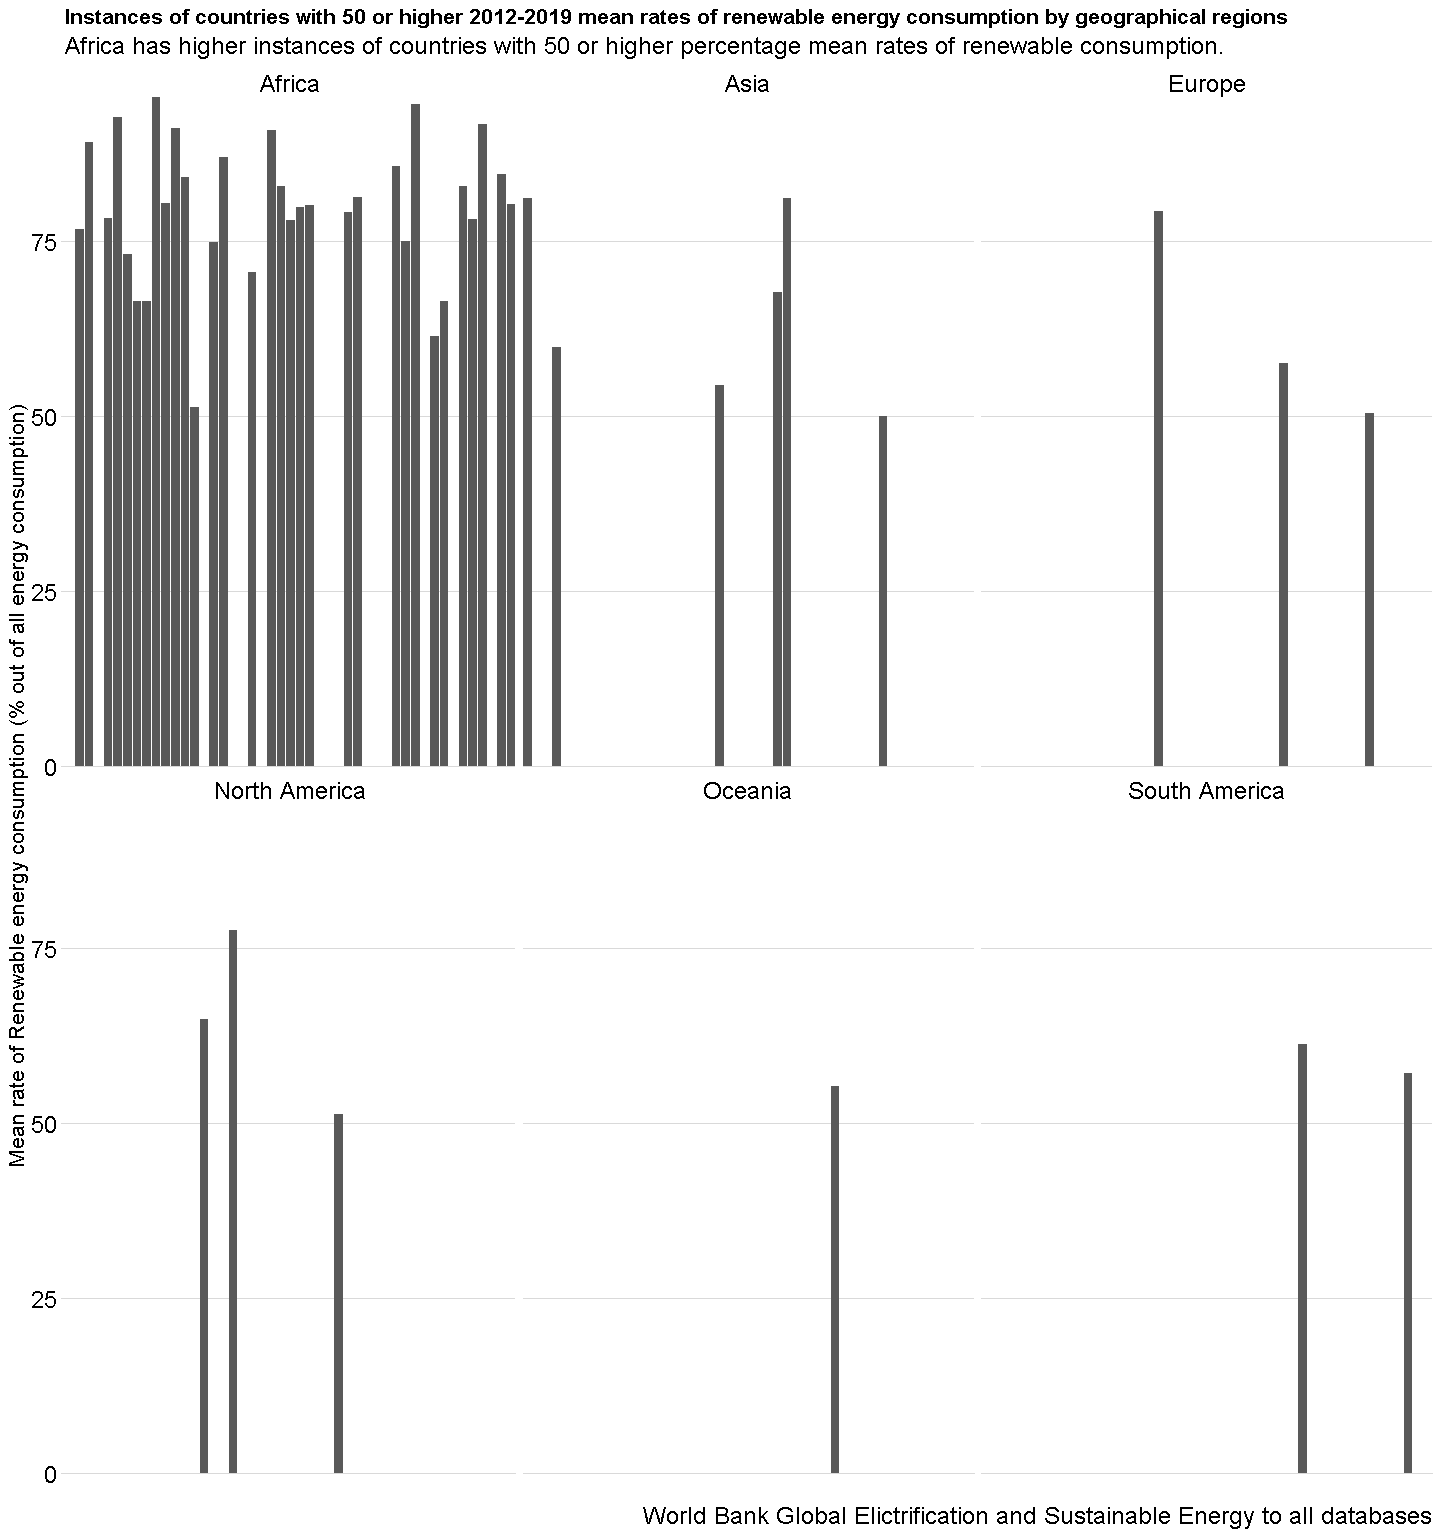 Instances of countries with 50 or higher 2012-2019 mean rates of renewable energy consumption by geographical regions
Africa has higher instances of countries with 50 or higher percentage mean rates of renewable consumption.
Africa
Asia
Europe
75
50
25
0
North America
Oceania
South America
75
50
25
0
Mean rate of Renewable energy consumption (% out of all energy consumption)
World Bank Global Elictrification and Sustainable Energy to all databases